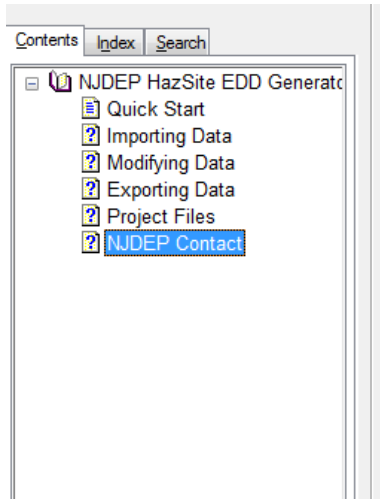 Contents Index Search
NJDEP HazSite EDD Generato
Quick Start
Importing Data
Modifying Data
Exporting Data
Project Files
NJDEP Contact